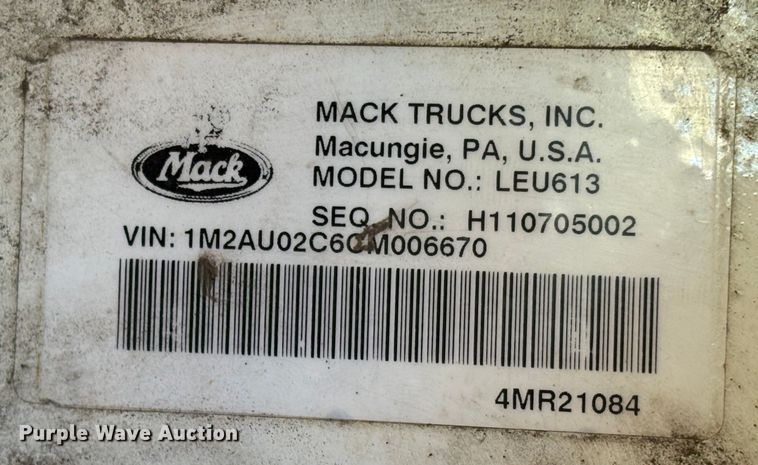 Mack
MACK TRUCKS, INC.
Macungie, PA, U.S.A.
MODEL NO.: LEU613
SEQ. NO.: H110705002
VIN: 1M2AU02C6CM006670
4MR21084
Purple Wave Auction